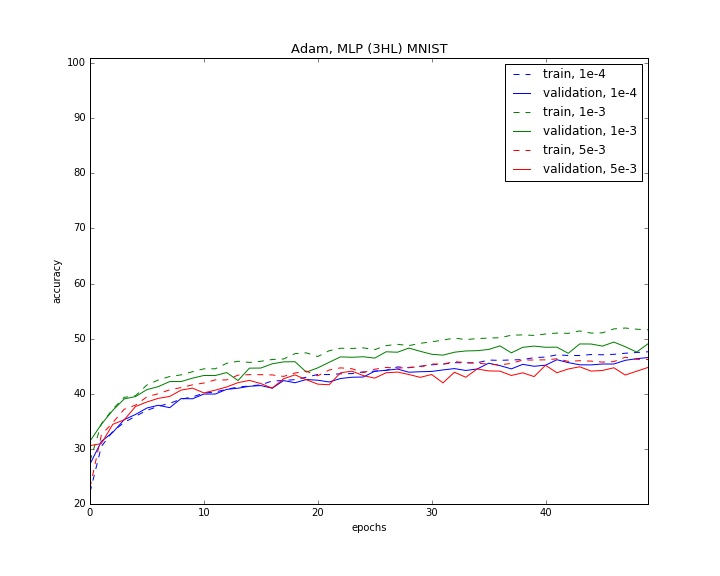 Adam, MLP (3HL) MNIST
100
90
80
70
60
50
40
30
20
accuracy
train, 1e-4
validation, 1e-4
train, 1e-3
validation, 1e-3
train, 5e-3
validation, 5e-3
0 10 20 30 40
epochs